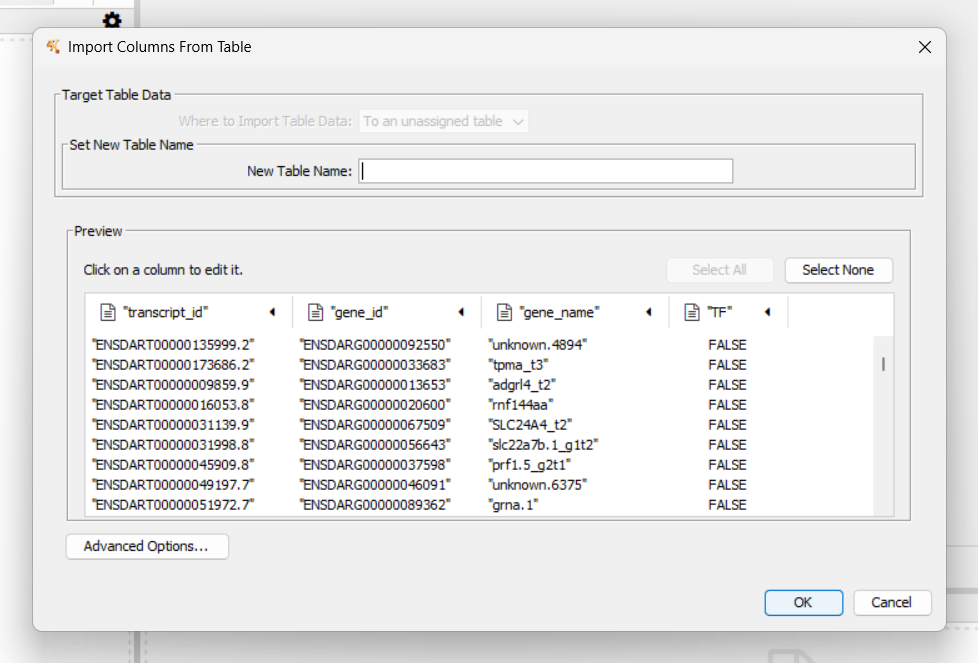 Import Columns From Table
Target Table Data
Where to Import Table Data: To an unassigned table
Set New Table Name
New Table Name:
Preview
Click on a column to edit it.
Select All
Select None
"transcript_id" "gene_id" "gene_name" "TF"
"ENSDART00000135999.2" "ENSDARG00000092550" "unknown.4894" FALSE
"ENSDART00000173686.2" "ENSDARG00000033683" "tpma_t3" FALSE
"ENSDART00000009859.9" "ENSDARG00000013653" "adgrl4_t2" FALSE
"ENSDART00000016053.8" "ENSDARG00000020600" "rnf144aa" FALSE
"ENSDART00000031139.9" "ENSDARG00000067509" "SLC24A4_t2" FALSE
"ENSDART00000031998.8" "ENSDARG00000056643" "slc22a7b.1_g1t2" FALSE
"ENSDART00000045909.8" "ENSDARG00000037598" "prf1.5_g2t1" FALSE
"ENSDART00000049197.7" "ENSDARG00000046091" "unknown.6375" FALSE
"ENSDART00000051972.7" "ENSDARG00000089362" "grna.1" FALSE
Advanced Options...
OK
Cancel